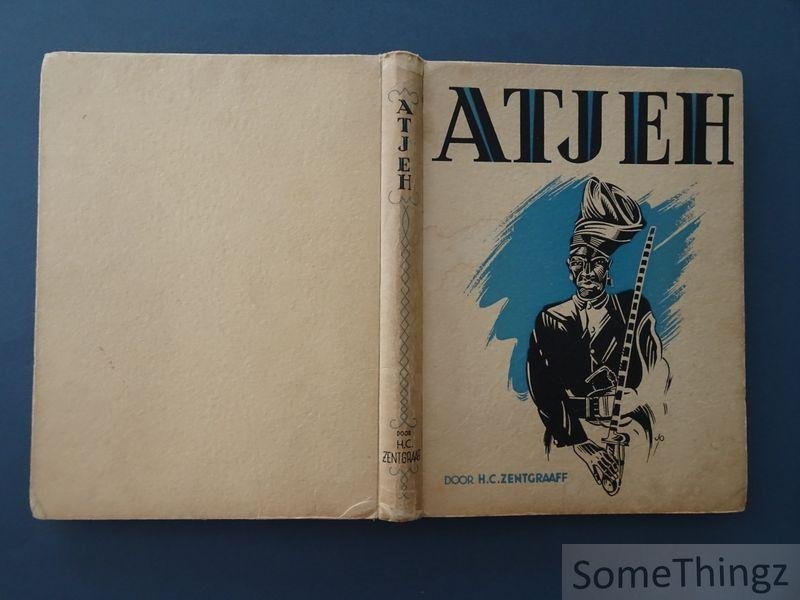 ATJEH
DOOR
H.C.
ZENTGRAAFF
ATJEH
DOOR H.C. ZENTGRAAFF
SomeThingz